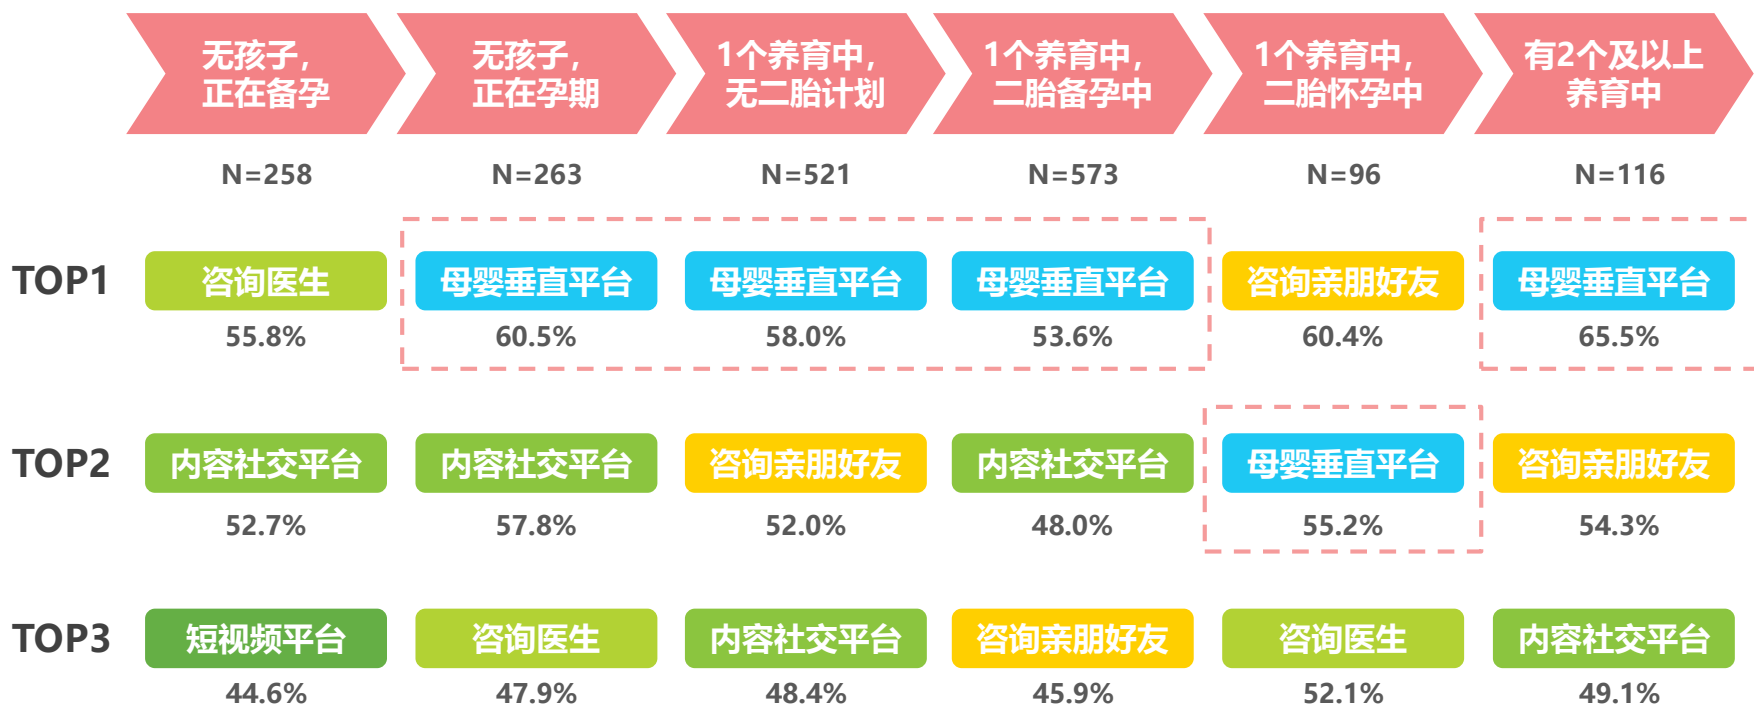 无孩子，
正在备孕
无孩子，
正在孕期
1个养育中，
无二胎计划
1个养育中，
二胎备孕中
1个养育中，
二胎怀孕中
有2个及以上
养育中
N=258 N=263 N=521 N=573 N=96 N=116
TOP1 咨询医生 母婴垂直平台 母婴垂直平台 母婴垂直平台 咨询亲朋好友 母婴垂直平台
55.8% 60.5% 58.0% 53.6% 60.4% 65.5%
TOP2 内容社交平台 内容社交平台 咨询亲朋好友 内容社交平台 母婴垂直平台 咨询亲朋好友
52.7% 57.8% 52.0% 48.0% 55.2% 54.3%
TOP3 短视频平台 咨询医生 内容社交平台 咨询亲朋好友 咨询医生 内容社交平台
44.6% 47.9% 48.4% 45.9% 52.1% 49.1%